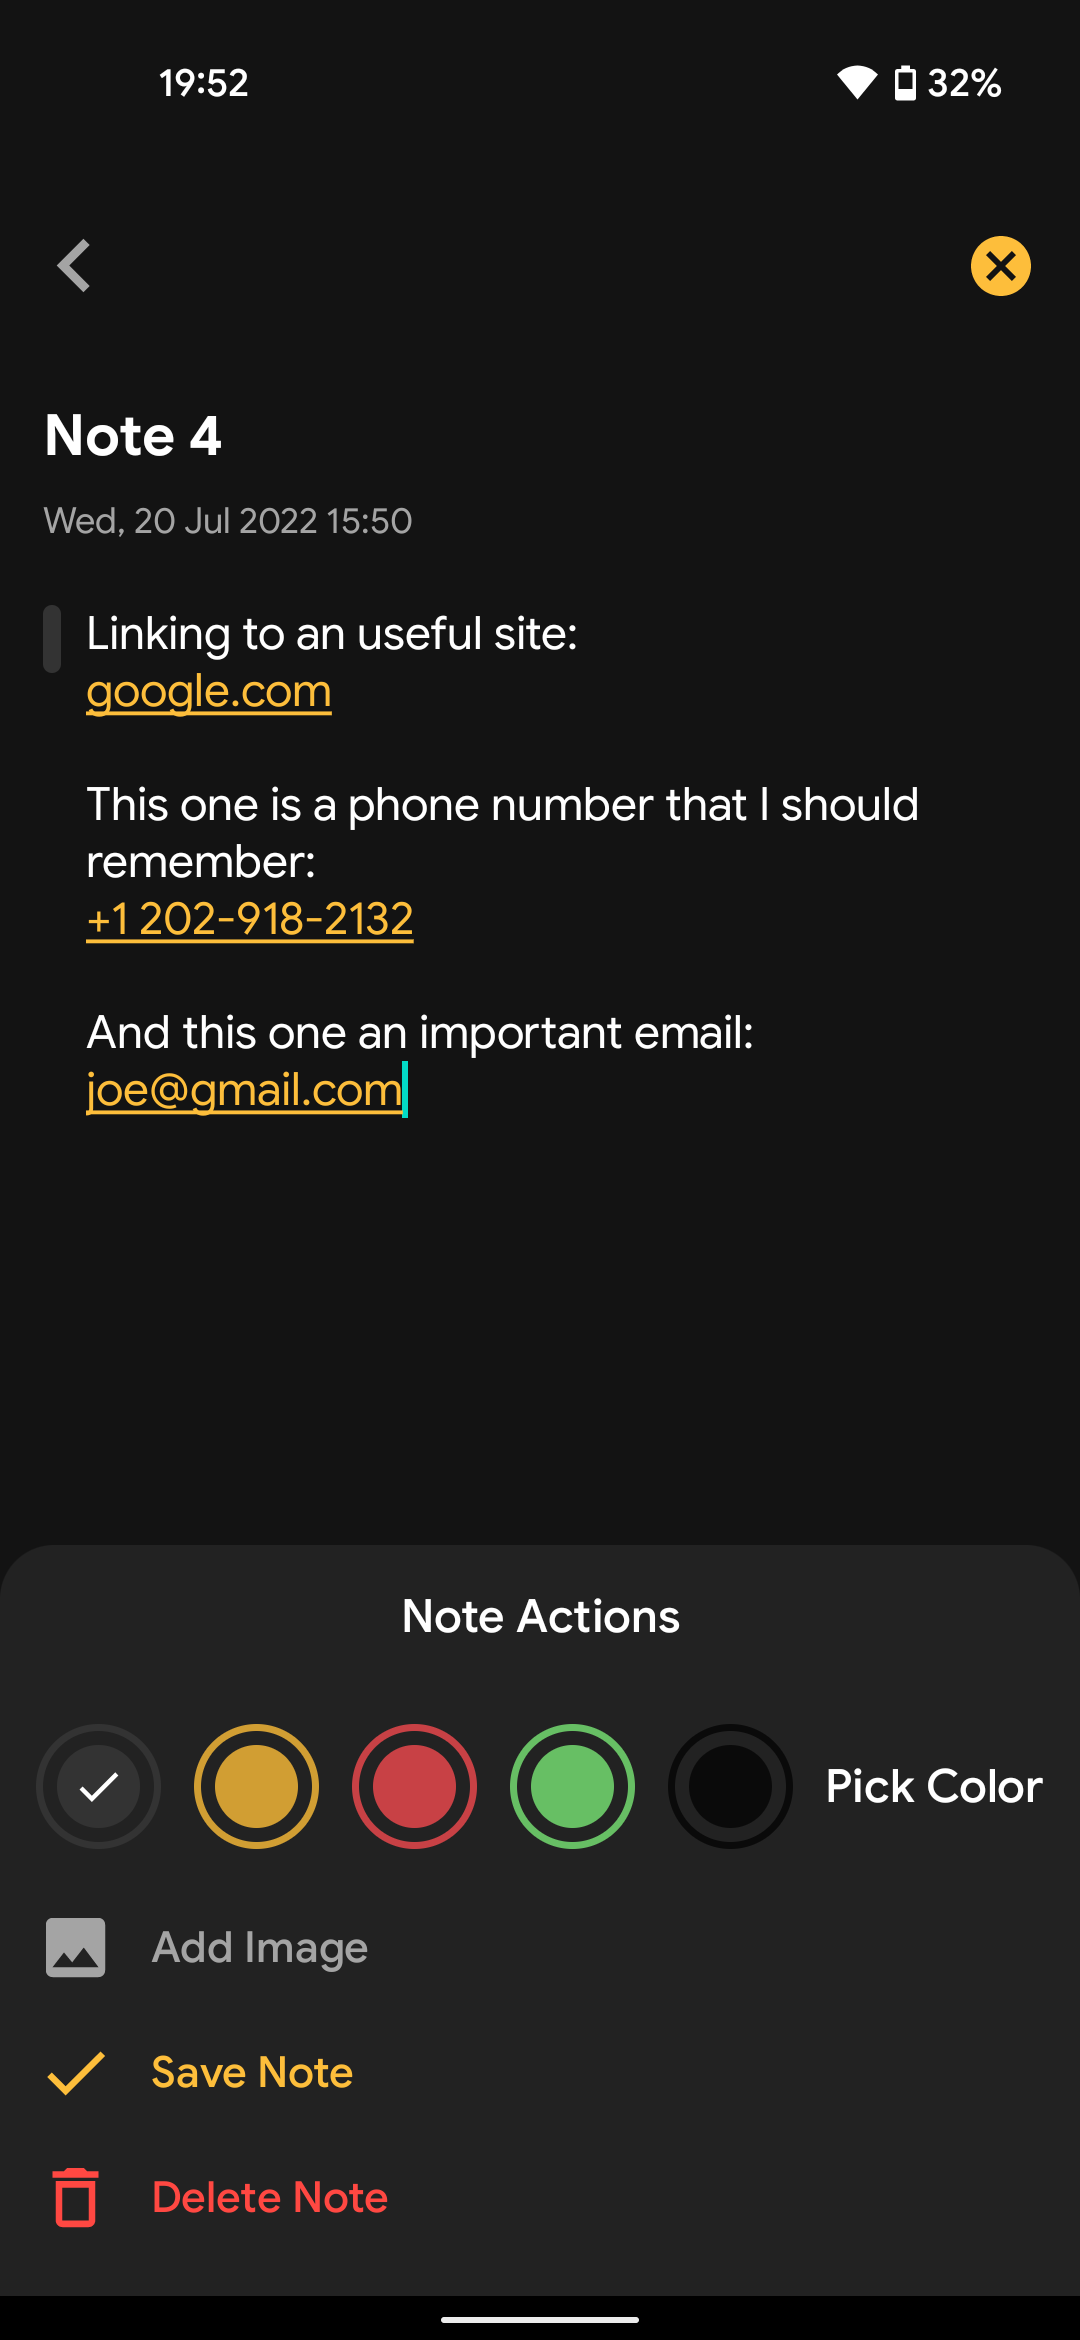 19:52
32%
Note 4
Wed, 20 Jul 2022 15:50
Linking to an useful site:
google.com
This one is a phone number that I should
remember:
+1 202-918-2132
And this one an important email:
joe@gmail.com
Note Actions
Pick Color
Add Image
Save Note
Delete Note